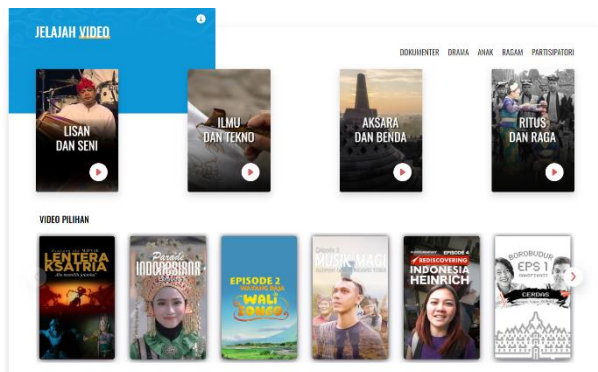 JELAJAH VIDEO
DOKUMENTER DRAMA ANAK RAGAM PARTISIPATORI
LISAN
DAN SENI
ILMU
DAN TEKNO
AKSARA
DAN BENDA
RITUS
DAN RAGA
VIDEO PILIHAN
LENTERA
KSATRIA
Parade
INDONESIANA
EPISODE 2
WALI
SONGO
MUSIK MAGI
EPISODE 4
REDISCOVERING
INDONESIA
HEINRICH
BOROBUDUR
EPS 1
CERDAS